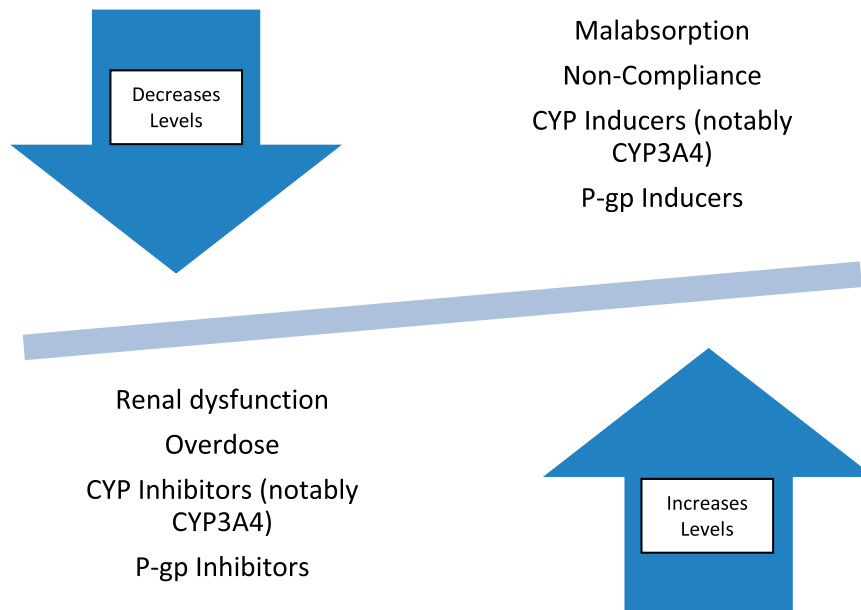 Decreases
Levels
Malabsorption
Non-Compliance
CYP Inducers (notably
CYP3A4)
P-gp Inducers
Renal dysfunction
Overdose
CYP Inhibitors (notably
CYP3A4)
P-gp Inhibitors
Increases
Levels